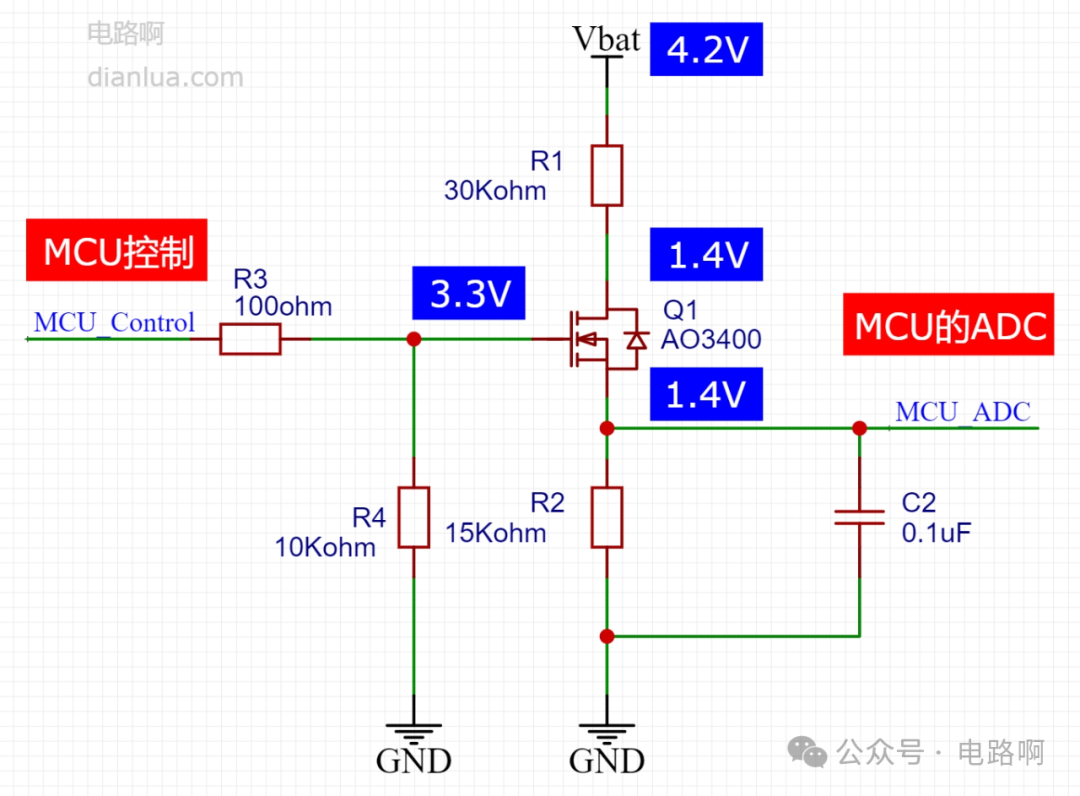 电路啊
dianlua.com
Vbat
4.2V
R1
30Kohm
MCU控制
1.4V
R3
100ohm
3.3V
MCU_Control
Q1
AO3400
MCU的ADC
1.4V
MCU_ADC
R4
10Kohm
R2
15Kohm
C2
0.1uF
GND
GND
公众号·电路啊